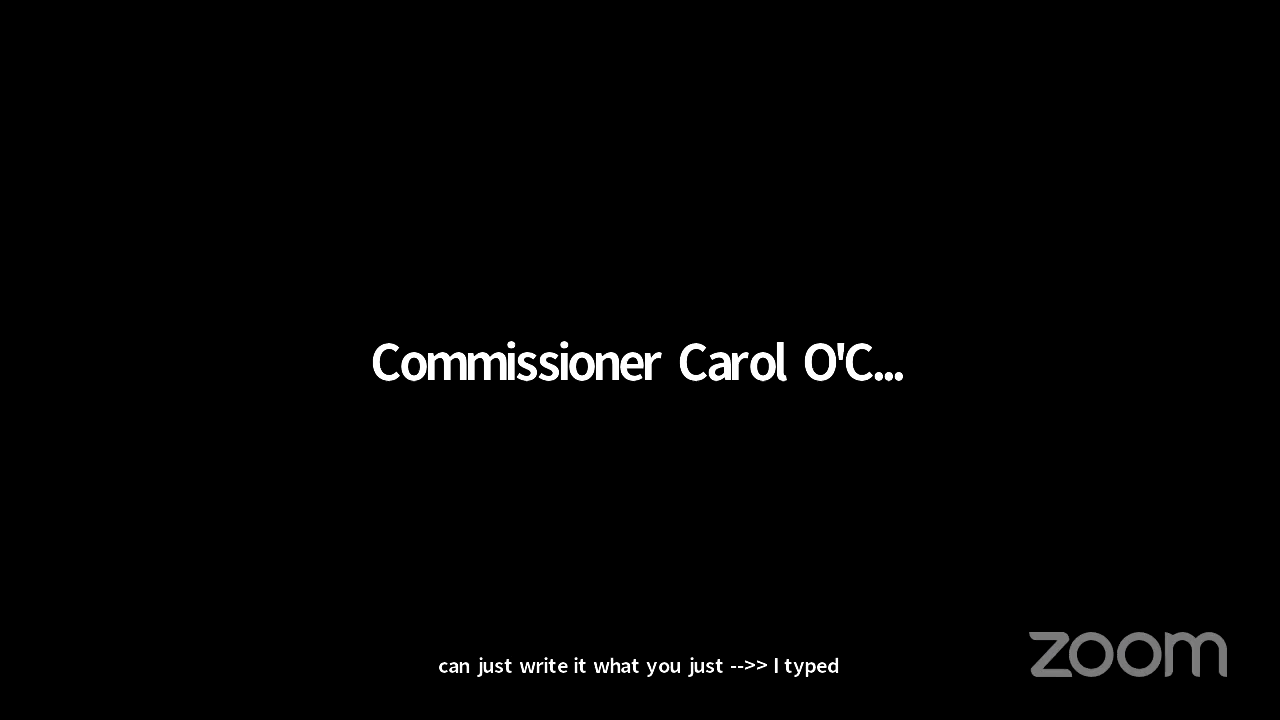 Commissioner Carol O'C...
can just write it what you just -->> I typed
zoom